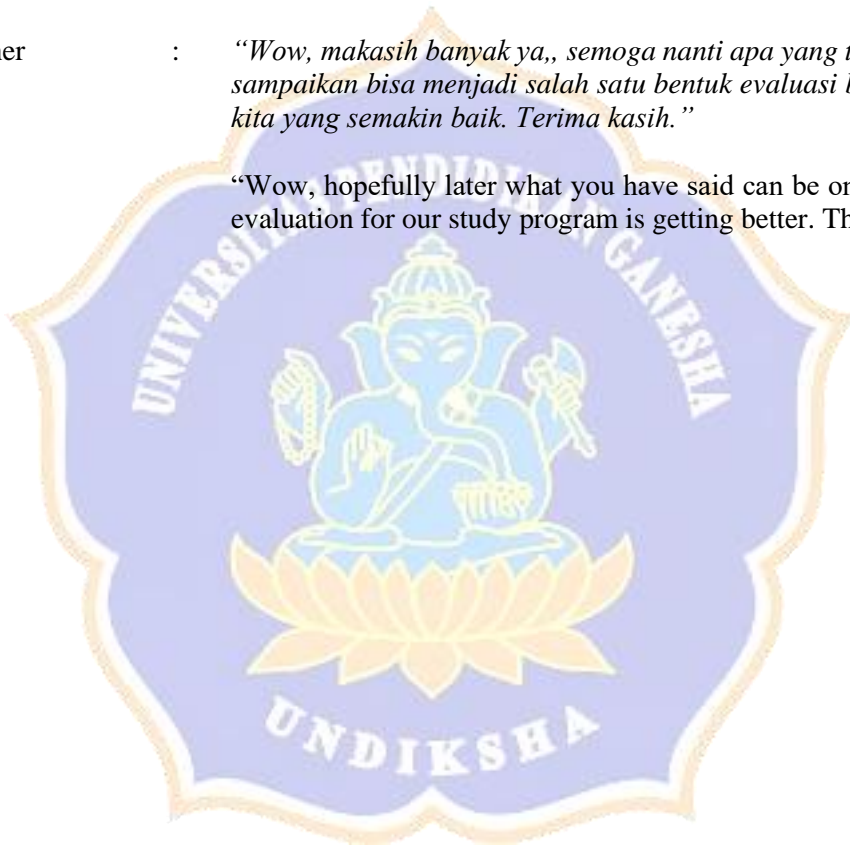 ner : “Wow, makasih banyak ya,, semoga nanti apa yang t
sampaikan bisa menjadi salah satu bentuk evaluasi b
kita yang semakin baik. Terima kasih.”
“Wow, hopefully later what you have said can be on
evaluation for our study program is getting better. Th
UNIVERSITAS PENDIDIKAN GANESHA
UNDIKSHA